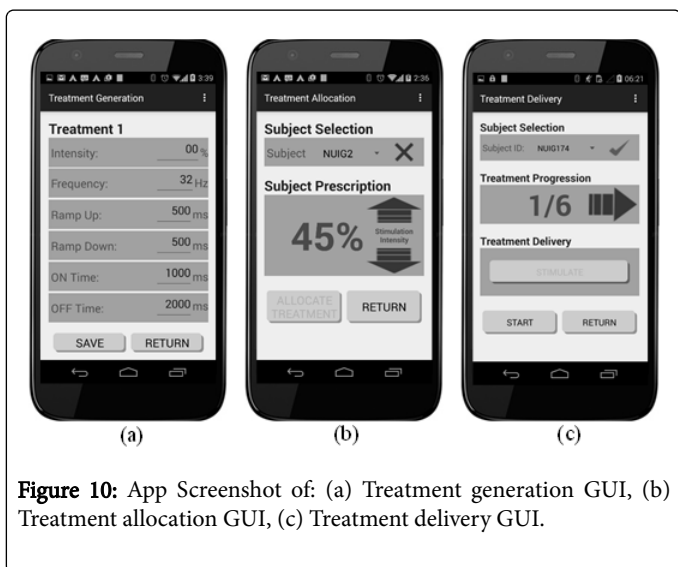 3:39
Treatment Generation
Treatment 1
Intensity: 00 %
Frequency: 32 Hz
Ramp Up: 500 ms
Ramp Down: 500 ms
ON Time: 1000 ms
OFF Time: 2000 ms
SAVE RETURN
(a)
2:36
Treatment Allocation
Subject Selection
Subject NUIG2
Subject Prescription
45% Stimulation
Intensity
ALLOCATE
TREATMENT RETURN
(b)
06:21
Treatment Delivery
Subject Selection
Subject ID: NUIG174
Treatment Progression
1/6
Treatment Delivery
STIMULATE
START RETURN
(c)
Figure 10: App Screenshot of: (a) Treatment generation GUI, (b)
Treatment allocation GUI, (c) Treatment delivery GUI.